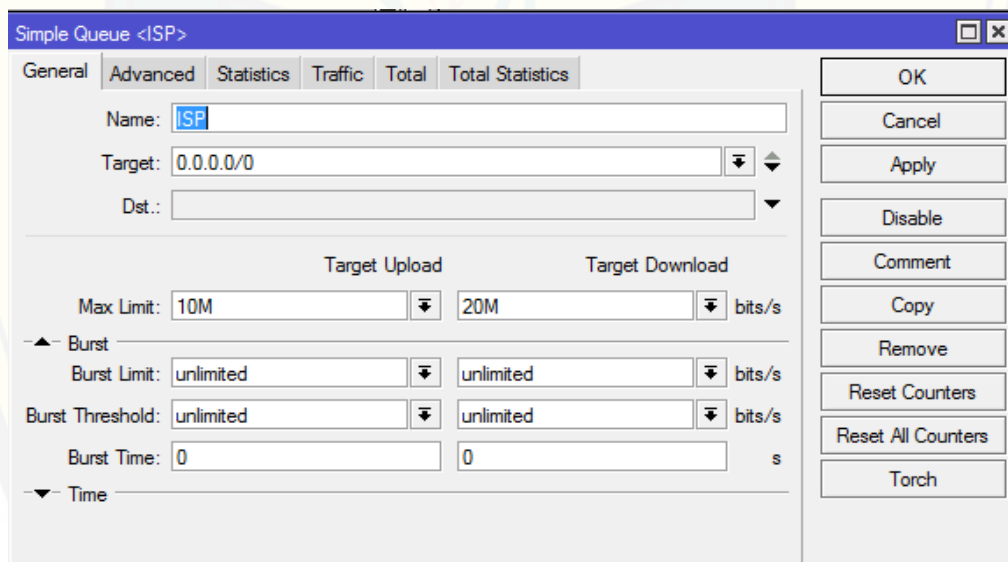 Simple Queue <ISP>
General Advanced Statistics Traffic Total Total Statistics
Name: ISP
Target: 0.0.0.0/0
Dst.:
Target Upload Target Download
Max Limit: 10M 20M bits/s
Burst
Burst Limit: unlimited unlimited bits/s
Burst Threshold: unlimited unlimited bits/s
Burst Time: 0 0 s
Time
OK
Cancel
Apply
Disable
Comment
Copy
Remove
Reset Counters
Reset All Counters
Torch